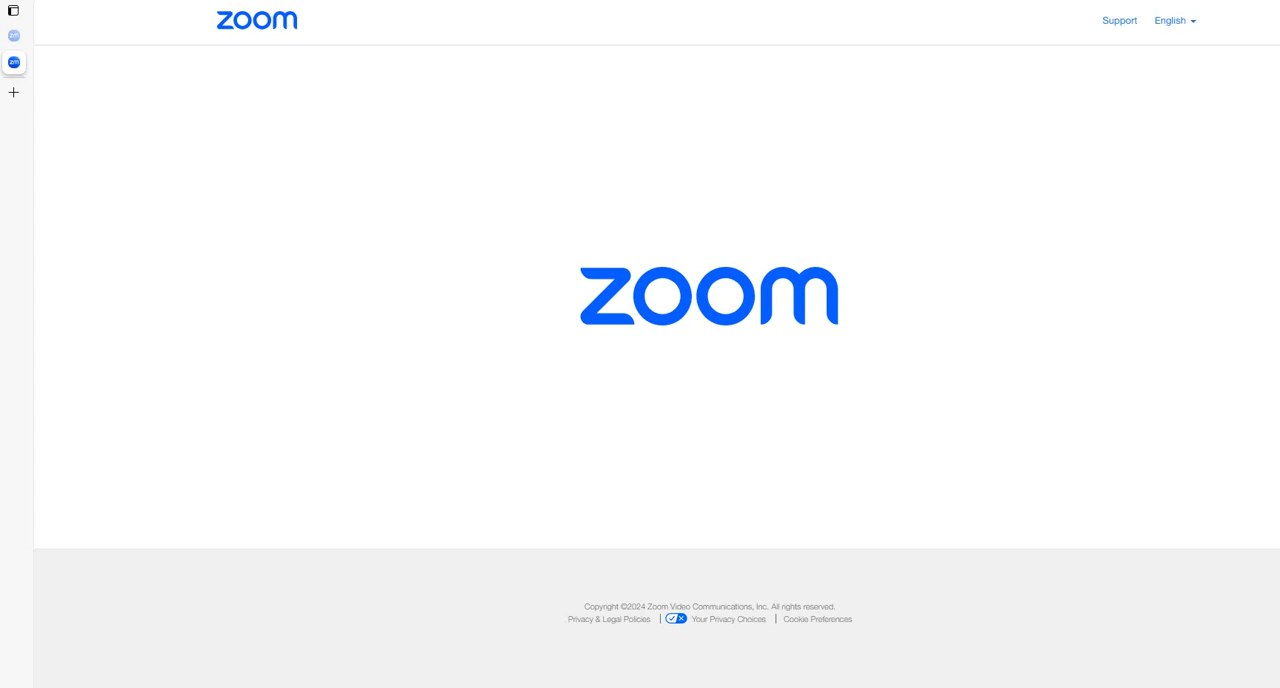 zoom
Support English
zoom
Copyright ©2024 Zoom Video Communications, Inc. All rights reserved.
Privacy & Legal Policies | Your Privacy Choices | Cookie Preferences